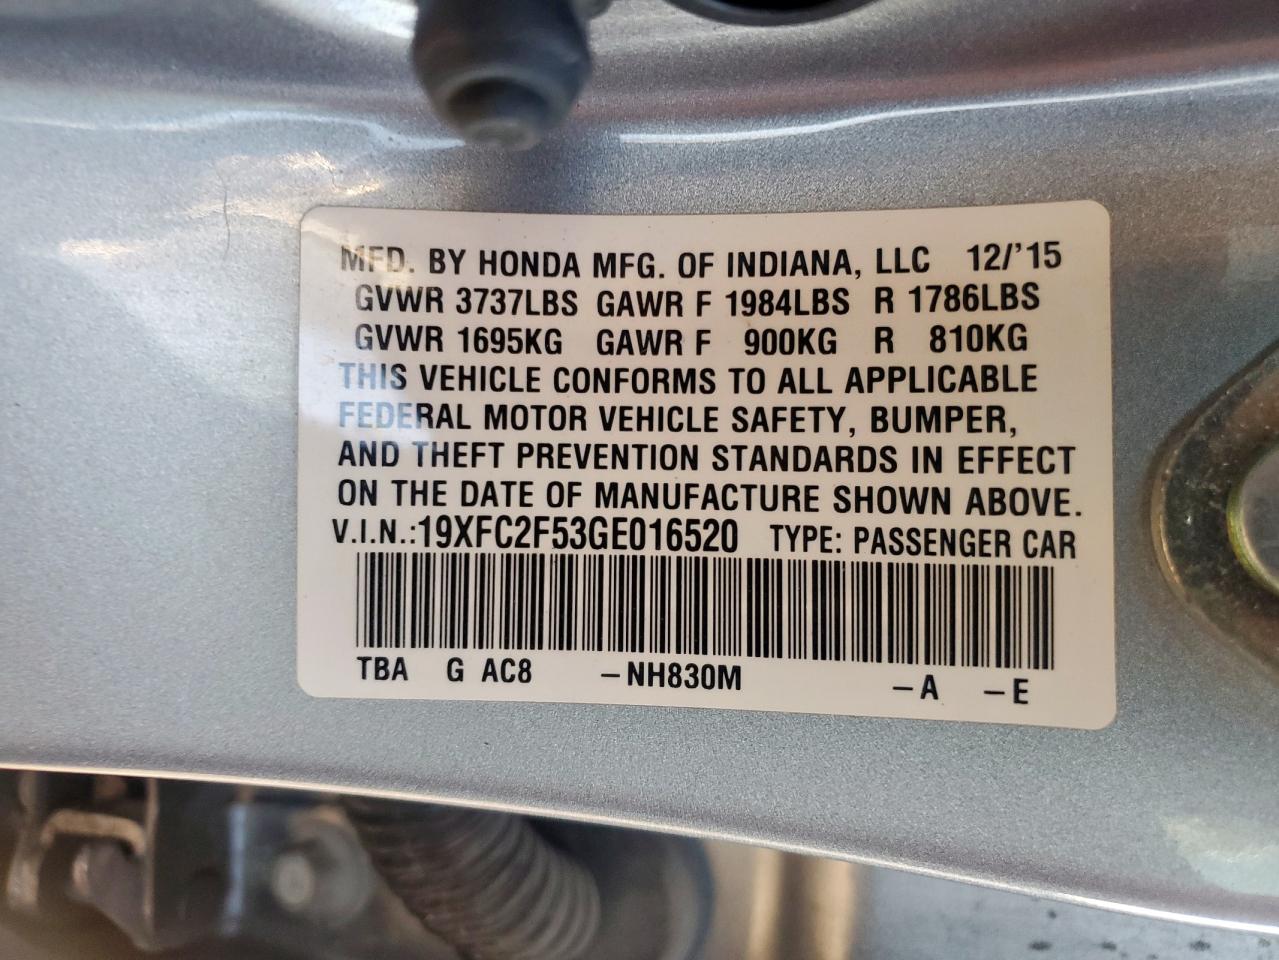 MFD. BY HONDA MFG. OF INDIANA, LLC 12/'15
GVWR 3737LBS GAWR F 1984LBS R 1786LBS
GVWR 1695KG GAWR F 900KG R 810KG
THIS VEHICLE CONFORMS TO ALL APPLICABLE
FEDERAL MOTOR VEHICLE SAFETY, BUMPER,
AND THEFT PREVENTION STANDARDS IN EFFECT
ON THE DATE OF MANUFACTURE SHOWN ABOVE.
V.I.N.:19XFC2F53GE016520 TYPE: PASSENGER CAR
TBA G AC8 –NH830M –A –E